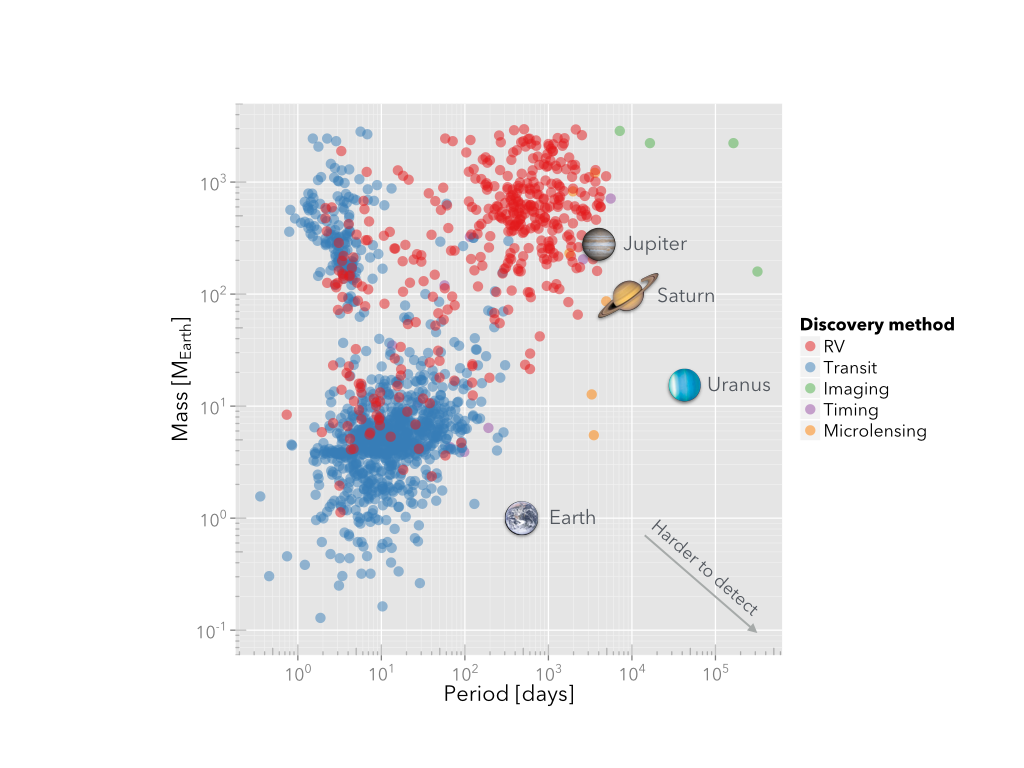 10³
10²
10¹
10⁰
10⁻¹
Mass [M_Earth]
Jupiter
Saturn
Uranus
Earth
Harder to detect
10⁰ 10¹ 10² 10³ 10⁴ 10⁵
Period [days]
Discovery method
RV
Transit
Imaging
Timing
Microlensing